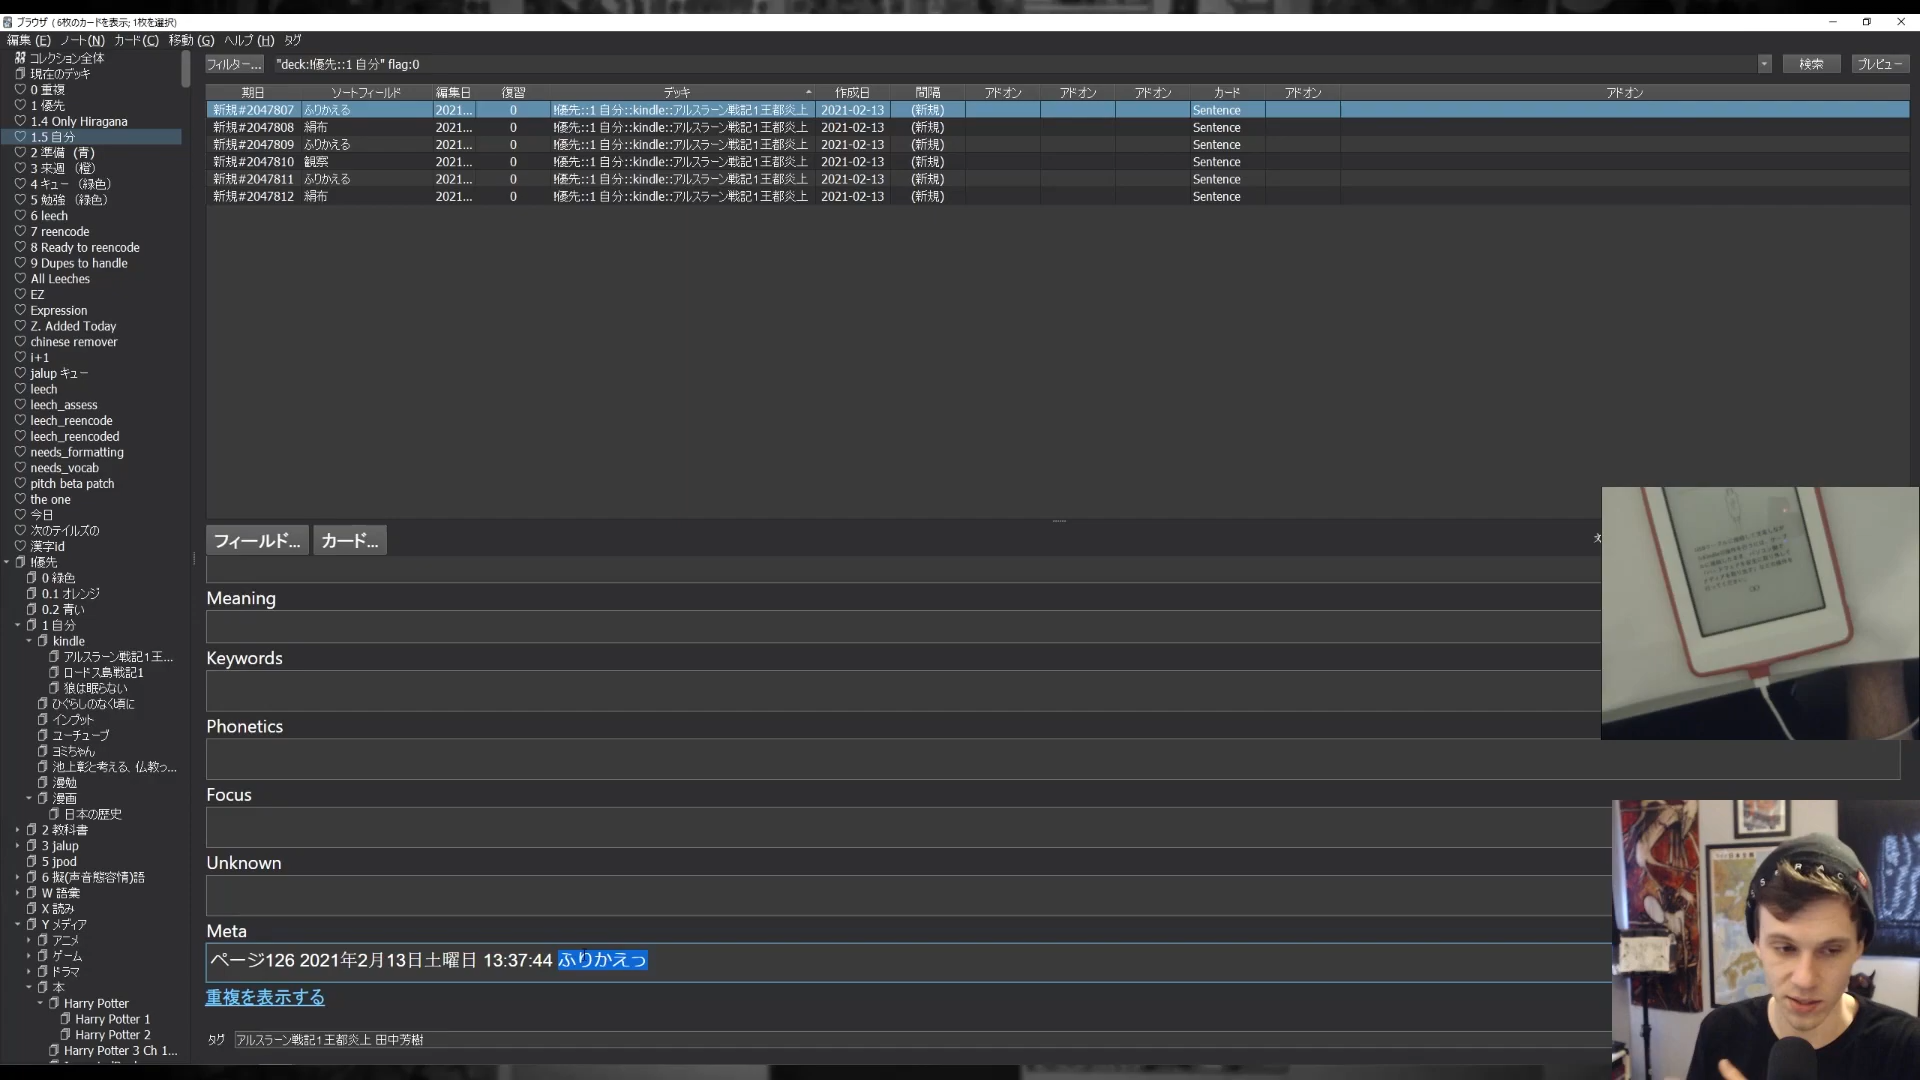 ブラウザ ( 6枚のカードを表示; 1枚を選択)
編集 (E) ノート(N) カード(C) 移動 (G) ヘルプ (H) タグ
コレクション全体
現在のデッキ
0 重複
1 優先
1.4 Only Hiragana
1.5 自分
2 準備 (青)
3 来週 (橙)
4 キュー (緑色)
5 勉強 (緑色)
6 leech
7 reencode
8 Ready to reencode
9 Dupes to handle
All Leeches
EZ
Expression
Z. Added Today
chinese remover
i+1
jalup キュー
leech
leech_assess
leech_reencode
leech_reencoded
needs_formatting
needs_vocab
pitch beta patch
the one
今日
次のテイルズの
漢字id
!優先
0 緑色
0.1 オレンジ
0.2 青い
1 自分
kindle
アルスラーン戦記1王...
ロードス島戦記1
狼は眠らない
ひぐらしのなく頃に
インプット
ユーチューブ
ヨミちゃん
池上彰と考える、仏教っ...
漫勉
漫画
日本の歴史
2 教科書
3 jalup
5 jpod
6 擬(声音態容情)語
W 語彙
X 読み
Y メディア
アニメ
ゲーム
ドラマ
本
Harry Potter
Harry Potter 1
Harry Potter 2
Harry Potter 3 Ch 1...
フィルター... "deck:!優先::1 自分" flag:0 検索 プレビュー
期日 ソートフィールド 編集日 復習 デッキ 作成日 間隔 アドオン アドオン アドオン カード アドオン アドオン
新規#2047807 ふりかえる 2021... 0 !優先::1 自分::kindle::アルスラーン戦記1王都炎上 2021-02-13 (新規) Sentence
新規#2047808 絹布 2021... 0 !優先::1 自分::kindle::アルスラーン戦記1王都炎上 2021-02-13 (新規) Sentence
新規#2047809 ふりかえる 2021... 0 !優先::1 自分::kindle::アルスラーン戦記1王都炎上 2021-02-13 (新規) Sentence
新規#2047810 観察 2021... 0 !優先::1 自分::kindle::アルスラーン戦記1王都炎上 2021-02-13 (新規) Sentence
新規#2047811 ふりかえる 2021... 0 !優先::1 自分::kindle::アルスラーン戦記1王都炎上 2021-02-13 (新規) Sentence
新規#2047812 絹布 2021... 0 !優先::1 自分::kindle::アルスラーン戦記1王都炎上 2021-02-13 (新規) Sentence
フィールド... カード...
Meaning
Keywords
Phonetics
Focus
Unknown
Meta
ページ126 2021年2月13日土曜日 13:37:44 ふりかえっ
重複を表示する
タグ アルスラーン戦記1王都炎上 田中芳樹